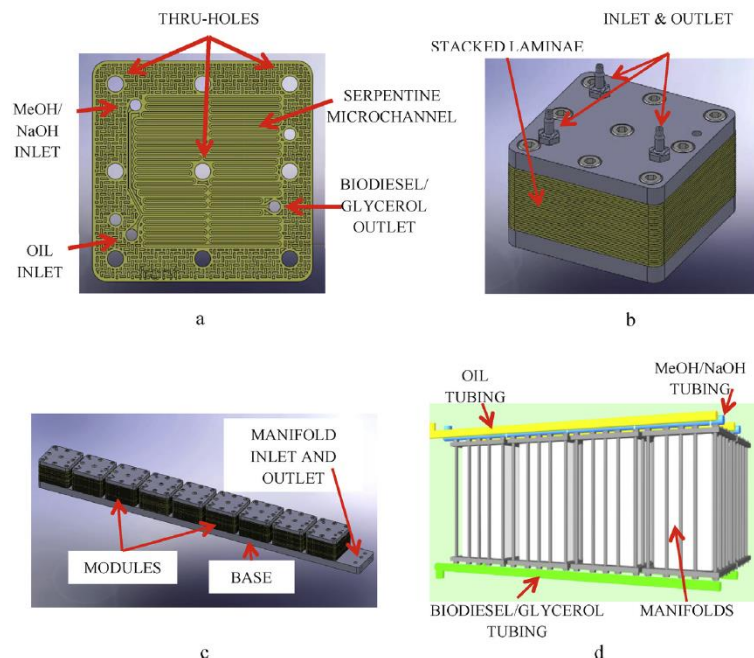 THRU-HOLES
MeOH/
NaOH
INLET
SERPENTINE
MICROCHANNEL
BIODIESEL/
GLYCEROL
OUTLET
OIL
INLET
a
INLET & OUTLET
STACKED LAMINAE
b
MANIFOLD
INLET AND
OUTLET
MODULES
BASE
c
OIL
TUBING
MeOH/NaOH
TUBING
BIODIESEL/GLYCEROL
TUBING
MANIFOLDS
d